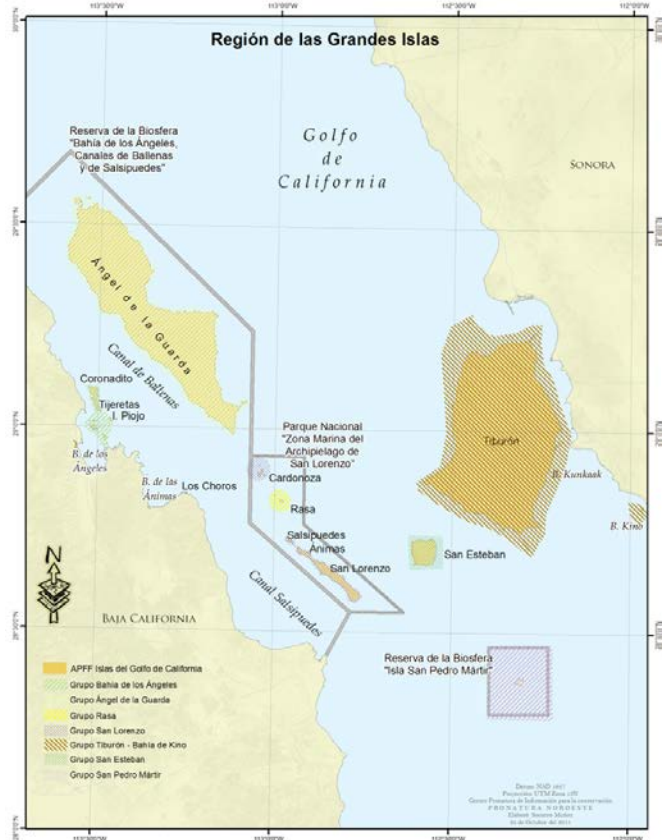 Región de las Grandes Islas
Reserva de la Biosfera
"Bahía de los Ángeles,
Canales de Ballenas
y de Salsipuedes"
Golfo
de
California
SONORA
Ángel de la Guarda
Canal de Ballenas
Coronadito
Tijeretas
I. Piojo
B. de los
Ángeles
B. de las
Ánimas
Los Choros
Parque Nacional
"Zona Marina del
Archipielago de
San Lorenzo"
Cardonoza
Rasa
Salsipuedes
Ánimas
San Lorenzo
Canal Salsipuedes
Tiburón
B. Kunkaak
B. Kino
San Esteban
N
BAJA CALIFORNIA
Reserva de la Biosfera
"Isla San Pedro Mártir"
APFF Islas del Golfo de California
Grupo Bahía de los Ángeles
Grupo Ángel de la Guarda
Grupo Rasa
Grupo San Lorenzo
Grupo Tiburón - Bahía de Kino
Grupo San Esteban
Grupo San Pedro Mártir
PRONATURA NOROESTE